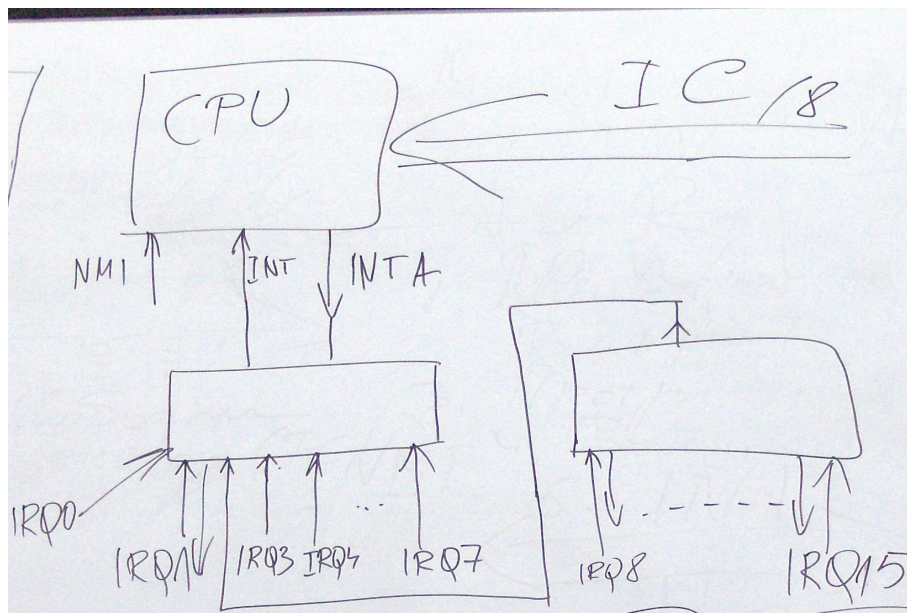 CPU
IC
/8
NMI
INT
INTA
IRQ0
IRQ1
IRQ3
IRQ4
...
IRQ7
IRQ8
IRQ15